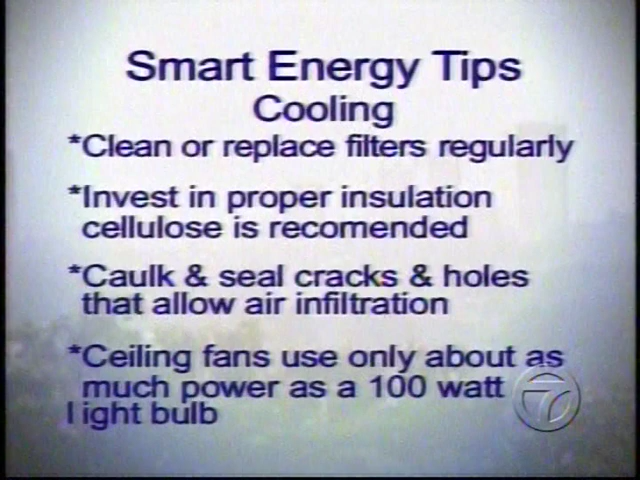 Smart Energy Tips
Cooling
*Clean or replace filters regularly
*Invest in proper insulation
cellulose is recomended
*Caulk & seal cracks & holes
that allow air infiltration
*Ceiling fans use only about as
much power as a 100 watt
light bulb
7